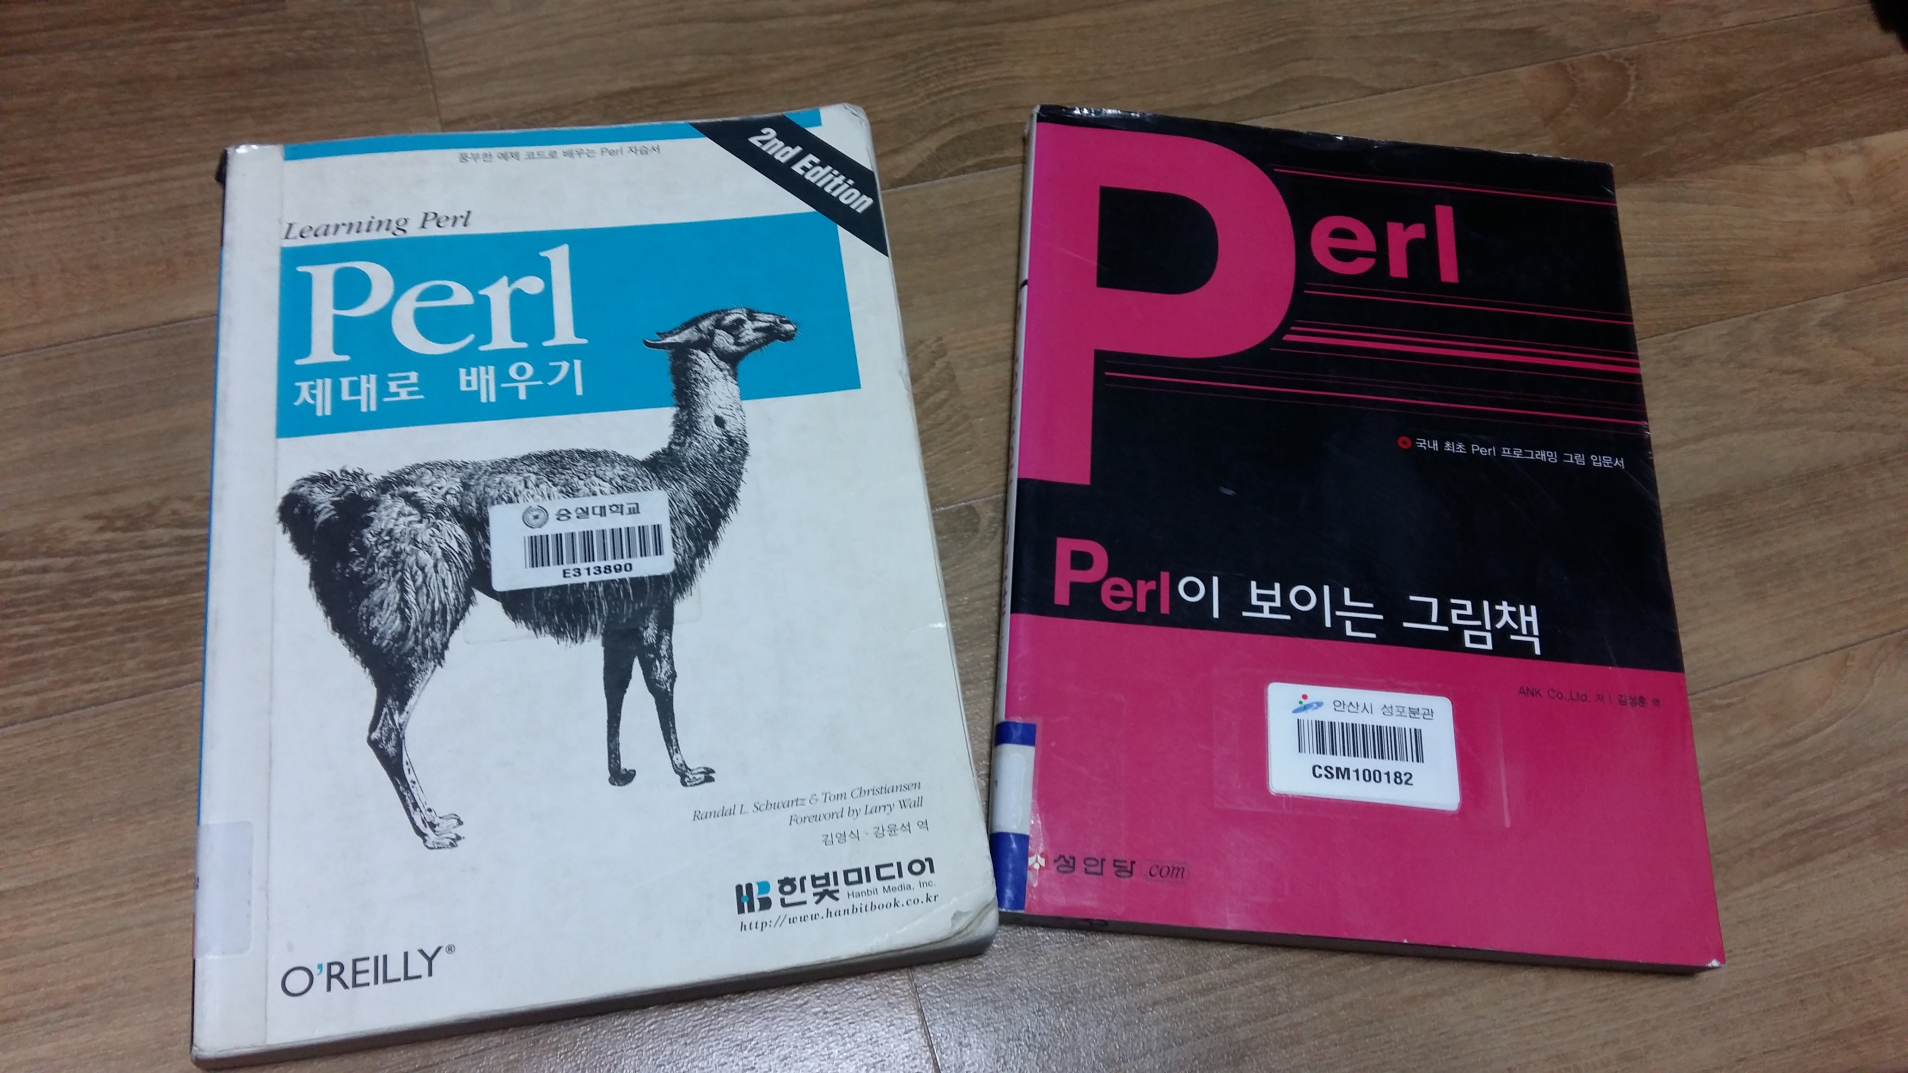 풍부한 예제 코드로 배우는 Perl 자습서
2nd Edition
Learning Perl
Perl
제대로 배우기
숭실대학교
E313890
Randal L. Schwartz & Tom Christiansen
Foreword by Larry Wall
김영식 · 강윤석 역
HB 한빛미디어
Hanbit Media, Inc.
http://www.hanbitbook.co.kr
O'REILLY®
Perl
국내 최초 Perl 프로그래밍 그림 입문서
Perl이 보이는 그림책
ANK Co.,Ltd. 저 | 김성훈 역
안산시 성포분관
CSM100182
성안당 .com